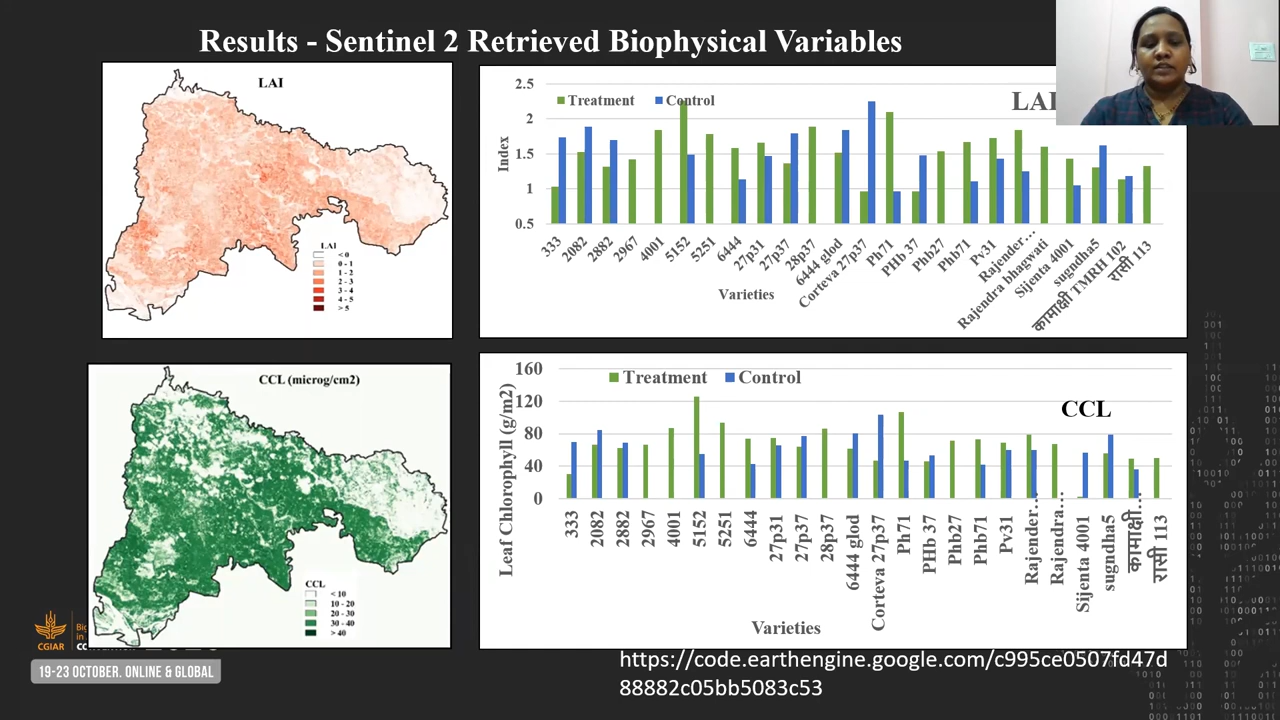 Results - Sentinel 2 Retrieved Biophysical Variables
LAI
LAI
< 0
0 - 1
1 - 2
2 - 3
3 - 4
4 - 5
> 5
2.5
2
1.5
1
0.5
Index
Treatment
Control
LAI
333
2082
2882
2967
4001
5152
5251
6444
27p31
27p37
28p37
6444 glod
Corteva 27p37
Ph71
PHb 37
Phb27
Phb71
Pv31
Rajender…
Rajendra bhagwati
Sijenta 4001
sugndha5
कामाक्षी TMRH 102
रासी 113
Varieties
CCL (microg/cm2)
CCL
< 10
10 - 20
20 - 30
30 - 40
> 40
160
120
80
40
0
Leaf Chlorophyll (g/m2)
Treatment
Control
CCL
333
2082
2882
2967
4001
5152
5251
6444
27p31
27p37
28p37
6444 glod
Corteva 27p37
Ph71
PHb 37
Phb27
Phb71
Pv31
Rajender…
Rajendra…
Sijenta 4001
sugndha5
कामाक्षी…
रासी 113
Varieties
CGIAR
19-23 OCTOBER. ONLINE & GLOBAL
https://code.earthengine.google.com/c995ce0507fd47d
88882c05bb5083c53